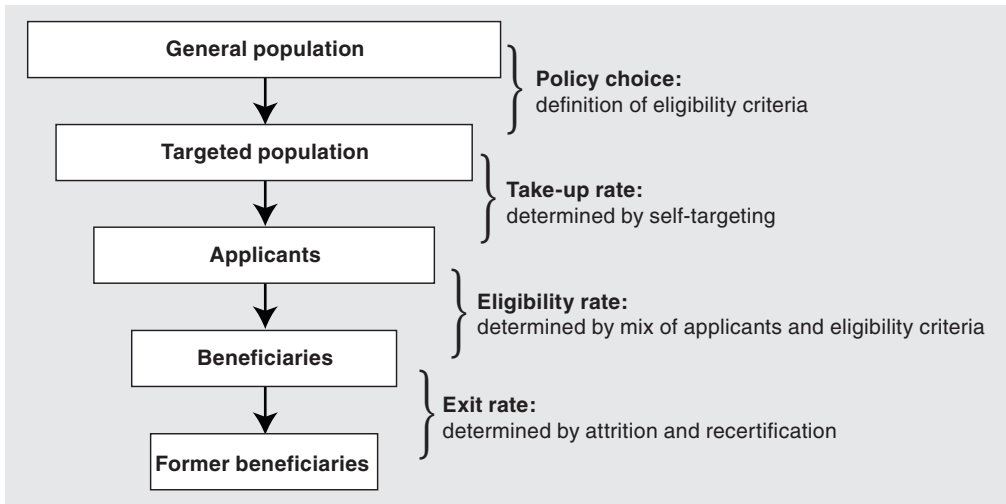 General population
Policy choice:
definition of eligibility criteria
Targeted population
Take-up rate:
determined by self-targeting
Applicants
Eligibility rate:
determined by mix of applicants and eligibility criteria
Beneficiaries
Exit rate:
determined by attrition and recertification
Former beneficiaries